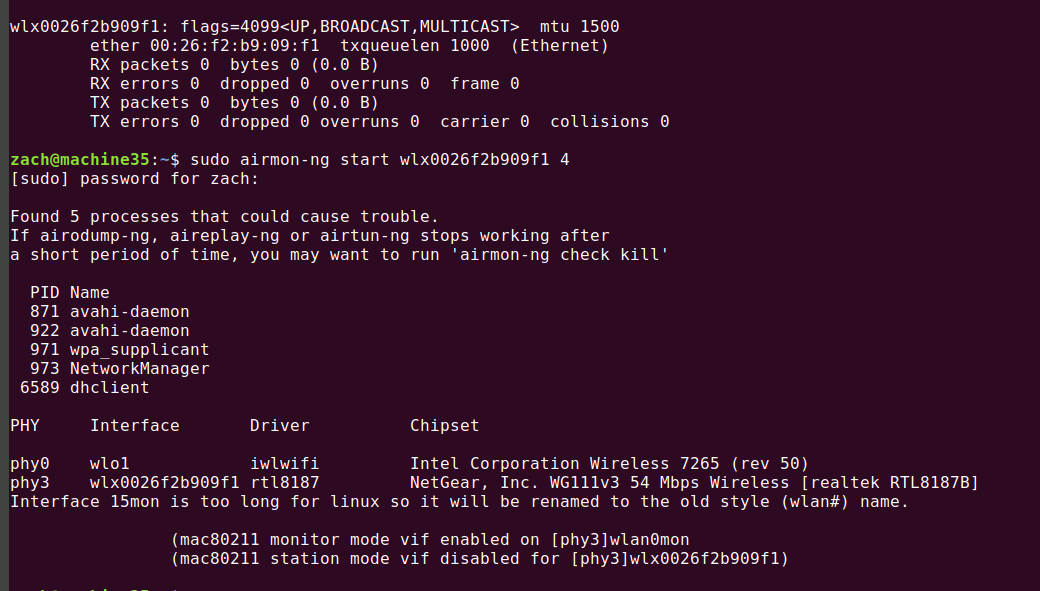 wlx0026f2b909f1: flags=4099<UP,BROADCAST,MULTICAST>  mtu 1500
        ether 00:26:f2:b9:09:f1  txqueuelen 1000  (Ethernet)
        RX packets 0  bytes 0 (0.0 B)
        RX errors 0  dropped 0  overruns 0  frame 0
        TX packets 0  bytes 0 (0.0 B)
        TX errors 0  dropped 0 overruns 0  carrier 0  collisions 0
zach@machine35:~$ sudo airmon-ng start wlx0026f2b909f1 4
[sudo] password for zach:
Found 5 processes that could cause trouble.
If airodump-ng, aireplay-ng or airtun-ng stops working after
a short period of time, you may want to run 'airmon-ng check kill'
  PID Name
  871 avahi-daemon
  922 avahi-daemon
  971 wpa_supplicant
  973 NetworkManager
 6589 dhclient
PHY     Interface       Driver          Chipset
phy0    wlo1            iwlwifi         Intel Corporation Wireless 7265 (rev 50)
phy3    wlx0026f2b909f1 rtl8187         NetGear, Inc. WG111v3 54 Mbps Wireless [realtek RTL8187B]
Interface 15mon is too long for linux so it will be renamed to the old style (wlan#) name.
                (mac80211 monitor mode vif enabled on [phy3]wlan0mon
                (mac80211 station mode vif disabled for [phy3]wlx0026f2b909f1)